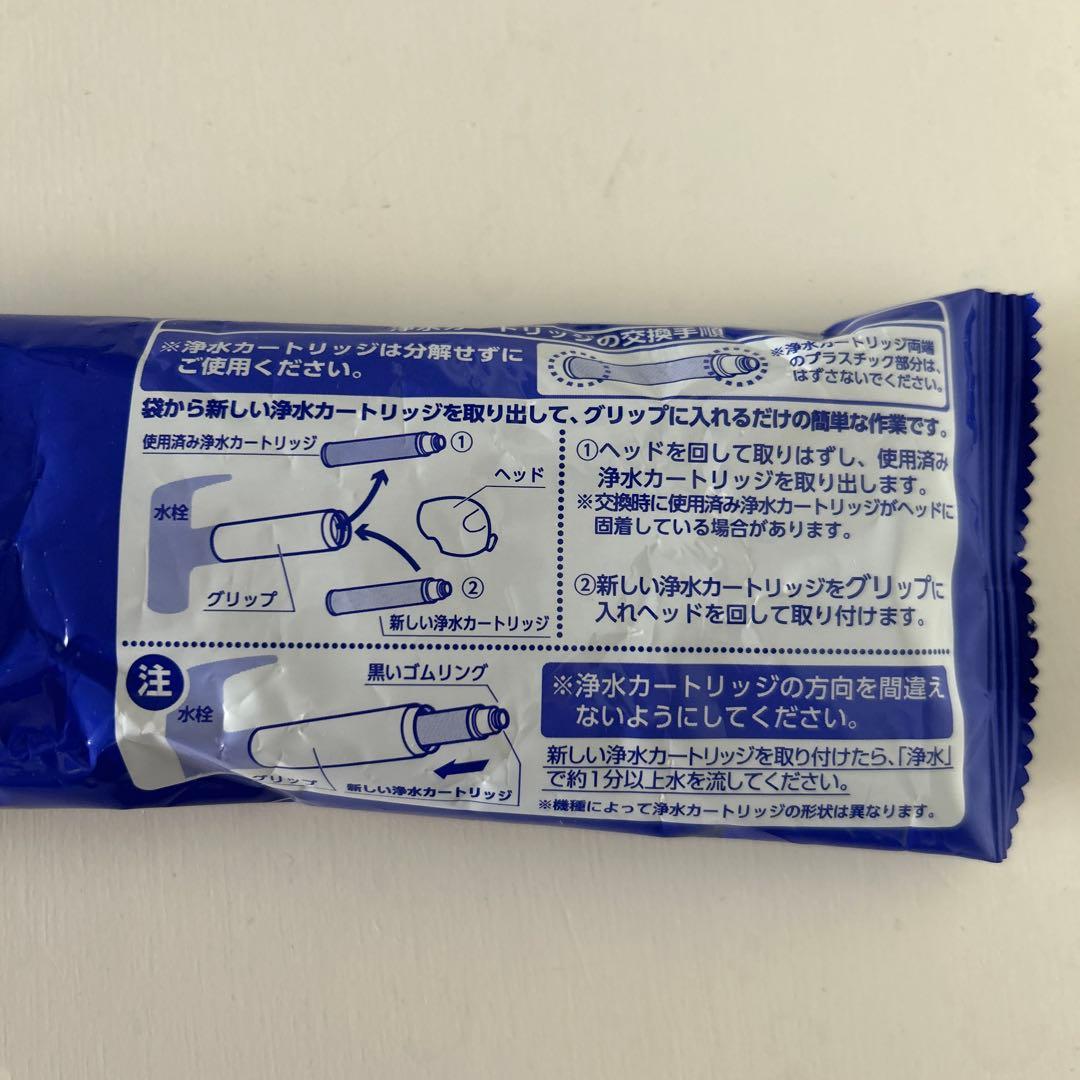 浄水カートリッジの交換手順
※浄水カートリッジは分解せずに
ご使用ください。
※浄水カートリッジ両端
のプラスチック部分は、
はずさないでください。
袋から新しい浄水カートリッジを取り出して、グリップに入れるだけの簡単な作業です。
使用済み浄水カートリッジ
①
ヘッド
水栓
グリップ
②
新しい浄水カートリッジ
①ヘッドを回して取りはずし、使用済み
浄水カートリッジを取り出します。
※交換時に使用済み浄水カートリッジがヘッドに
固着している場合があります。
②新しい浄水カートリッジをグリップに
入れヘッドを回して取り付けます。
注
水栓
黒いゴムリング
グリップ
新しい浄水カートリッジ
※浄水カートリッジの方向を間違え
ないようにしてください。
新しい浄水カートリッジを取り付けたら、「浄水」
で約1分以上水を流してください。
※機種によって浄水カートリッジの形状は異なります。